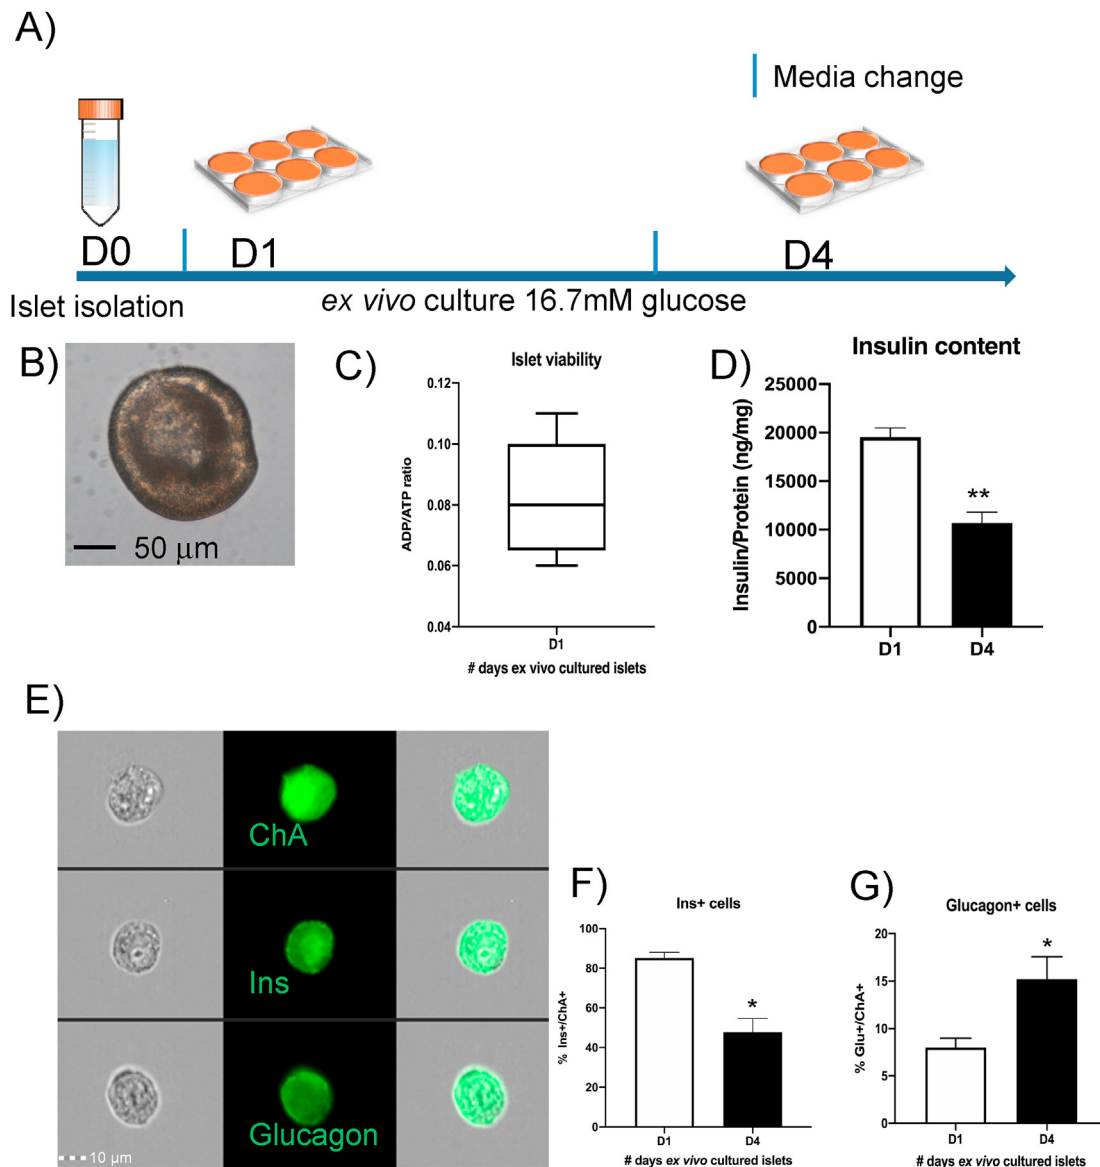 A)
Media change
D0
D1
D4
Islet isolation
ex vivo culture 16.7mM glucose
B)
50 μm
C)
Islet viability
0.12
0.10
0.08
0.06
0.04
ADP/ATP ratio
D1
# days ex vivo cultured islets
D)
Insulin content
25000
20000
15000
10000
5000
0
Insulin/Protein (ng/mg)
**
D1
D4
E)
ChA
Ins
Glucagon
10 μm
F)
Ins+ cells
100
80
60
40
20
0
% Ins+/ChA+
*
D1
D4
# days ex vivo cultured islets
G)
Glucagon+ cells
20
15
10
5
0
% Glu+/ChA+
*
D1
D4
# days ex vivo cultured islets